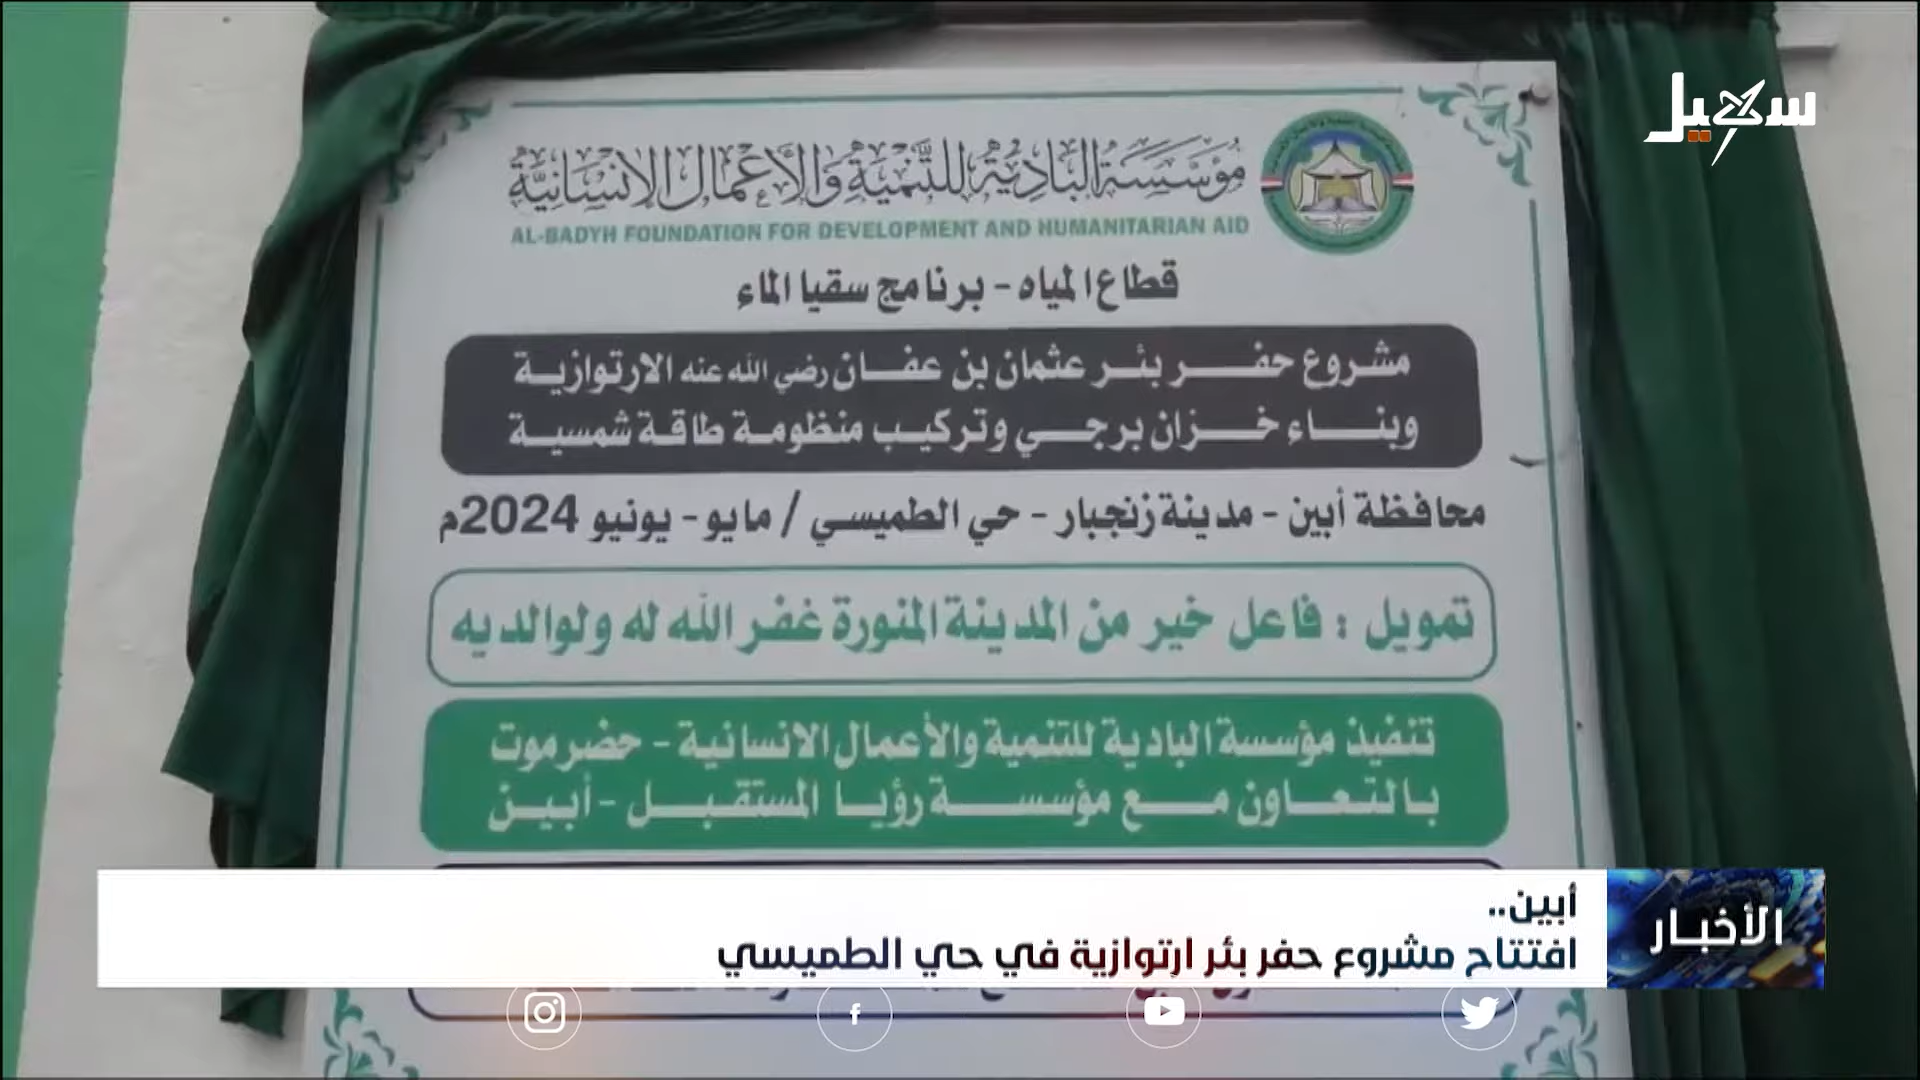 سهيل
مؤسسة البادية للتنمية والأعمال الإنسانية
AL-BADYH FOUNDATION FOR DEVELOPMENT AND HUMANITARIAN AID
قطاع المياه - برنامج سقيا الماء
مشروع حفر بئر عثمان بن عفان رضي الله عنه الارتوازية
وبناء خزان برجي وتركيب منظومة طاقة شمسية
محافظة أبين - مدينة زنجبار - حي الطميسي / مايو - يونيو 2024م
تمويل : فاعل خير من المدينة المنورة غفر الله له ولوالديه
تنفيذ مؤسسة البادية للتنمية والأعمال الانسانية - حضرموت
بالتعاون مع مؤسسة رؤيا المستقبل - أبين
الأخبار
أبين..
افتتاح مشروع حفر بئر ارتوازية في حي الطميسي